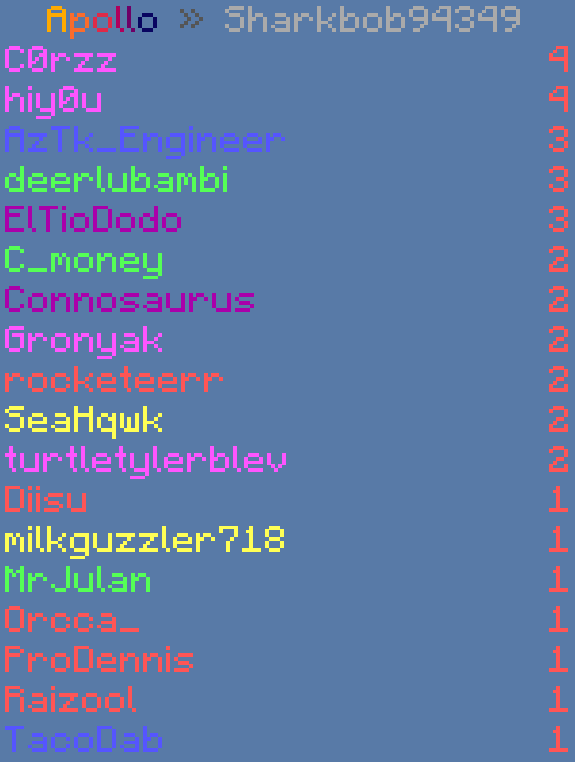 Apollo » Sharkbob94349
C0rzz 4
hiy0u 4
AzTk_Engineer 3
deerlubambi 3
ElTioDodo 3
C_money 2
Connosaurus 2
Gronyak 2
rocketeerr 2
SeaHqwk 2
turtletylerblev 2
Diisu 1
milkguzzler718 1
MrJulan 1
Orcca_ 1
ProDennis 1
Raizool 1
TacoDab 1